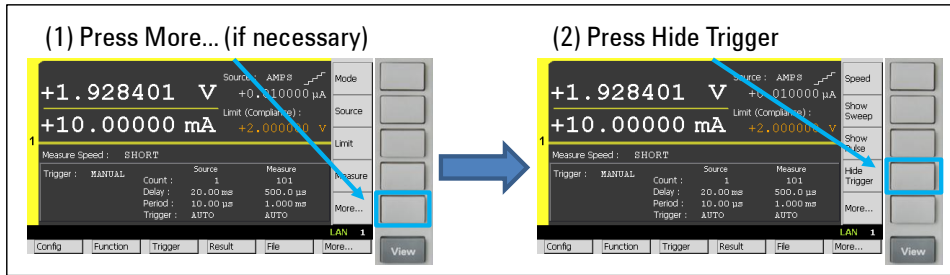 (1) Press More... (if necessary)
+1.928401 V
Source : AMPS
+0.010000 µA
+10.00000 mA
Limit (Compliance) :
+2.000000 V
1
Measure Speed : SHORT
Trigger : MANUAL
Source Measure
Count : 1 101
Delay : 20.00 ms 500.0 µs
Period : 10.00 µs 1.000 ms
Trigger : AUTO AUTO
Mode
Source
Limit
Measure
More...
LAN 1
Config Function Trigger Result File More...
View
(2) Press Hide Trigger
+1.928401 V
Source : AMPS
+0.010000 µA
+10.00000 mA
Limit (Compliance) :
+2.000000 V
1
Measure Speed : SHORT
Trigger : MANUAL
Source Measure
Count : 1 101
Delay : 20.00 ms 500.0 µs
Period : 10.00 µs 1.000 ms
Trigger : AUTO AUTO
Speed
Show
Sweep
Show
Pulse
Hide
Trigger
More...
LAN 1
Config Function Trigger Result File More...
View